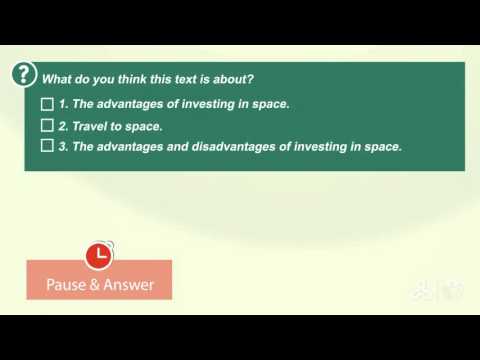 ? What do you think this text is about?
1. The advantages of investing in space.
2. Travel to space.
3. The advantages and disadvantages of investing in space.
Pause & Answer